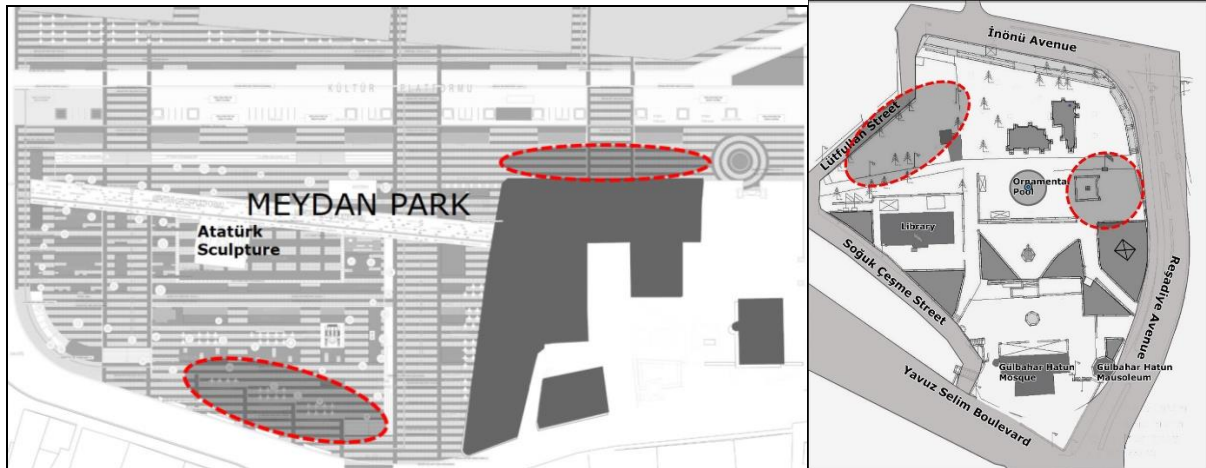 KÜLTÜR PLATFORMU
MEYDAN PARK
Atatürk
Sculpture
İnönü Avenue
Lütfullah Street
Ornamental
Pool
Library
Soğuk Çeşme Street
Reşadiye Avenue
Gülbahar Hatun
Mosque
Gülbahar Hatun
Mausoleum
Yavuz Selim Boulevard